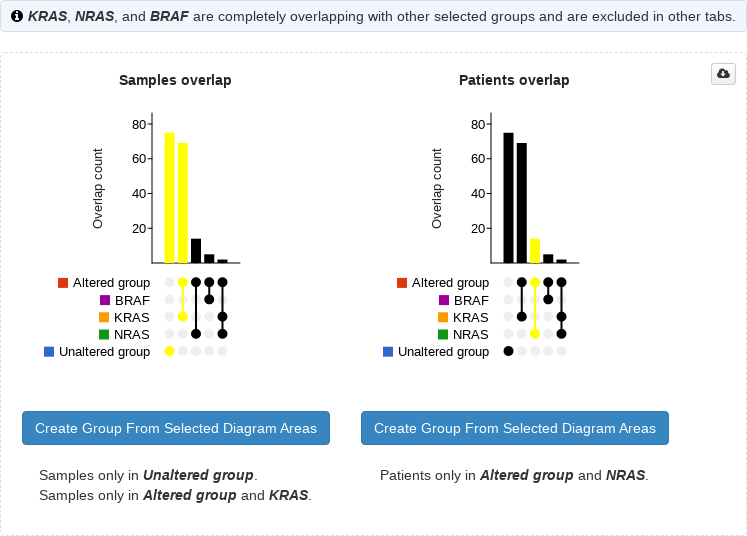 KRAS, NRAS, and BRAF are completely overlapping with other selected groups and are excluded in other tabs.
Samples overlap
Overlap count
80
60
40
20
Altered group
BRAF
KRAS
NRAS
Unaltered group
Create Group From Selected Diagram Areas
Samples only in Unaltered group.
Samples only in Altered group and KRAS.
Patients overlap
Overlap count
80
60
40
20
Altered group
BRAF
KRAS
NRAS
Unaltered group
Create Group From Selected Diagram Areas
Patients only in Altered group and NRAS.